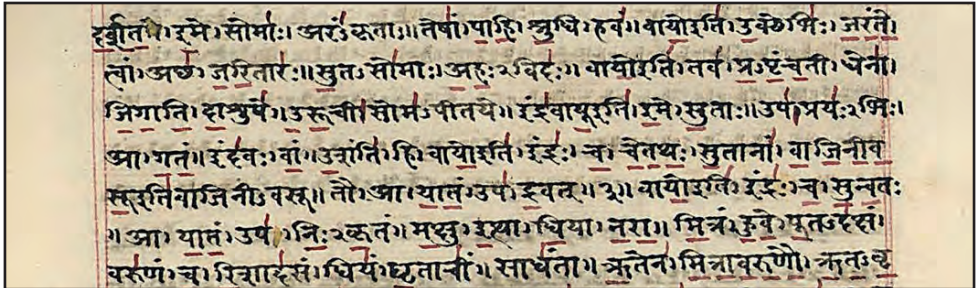 दर्शत। इमे। सोमाः। अरंऽकृताः॥ तेषां। पाहि। श्रुधि। हवं॥ वायोइति। उक्थेभिः। जरंते।
त्वां। अछ। जरितारः॥ सुतऽसोमाः। अहःऽविदः॥ वायोइति। तव। प्रऽपृंचती। धेना।
जिगाति। दाशुषे॥ उरूची। सोमऽपीतये॥ इंद्रवायूइति। इमे। सुताः॥ उप। प्रयःऽभिः।
आ। गतं॥ इंदवः। वां। उशंति। हि॥ वायोइति। इंद्रः। च। चेतथः। सुतानां। वाजिनीव
सूइतिवाजिनीऽवसू॥ तौ। आ। यातं। उप। द्रवत्॥३॥ वायोइति। इंद्रः। च। सुन्वतः
॥आ। यातं। उप। निःऽकृतं॥ मक्षु। इत्था। धिया। नरा॥ मित्रं। हुवे। पूतऽदक्षं।
वरुणं। च। रिशादसं॥ धियं। घृताचीं। साधंता॥ ऋतेन। मित्रावरुणौ। ऋतऽवृ